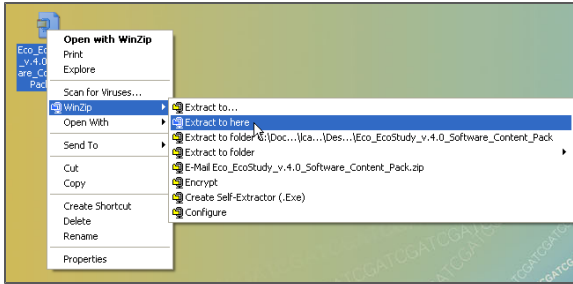 Eco_Ec
_v.4.0
are_Co
Pac
Open with WinZip
Print
Explore
Scan for Viruses...
WinZip
Open With
Send To
Cut
Copy
Create Shortcut
Delete
Rename
Properties
Extract to...
Extract to here
Extract to folder C:\Doc...\lca...\Des...\Eco_EcoStudy_v.4.0_Software_Content_Pack
Extract to folder
E-Mail Eco_EcoStudy_v.4.0_Software_Content_Pack.zip
Encrypt
Create Self-Extractor (.Exe)
Configure